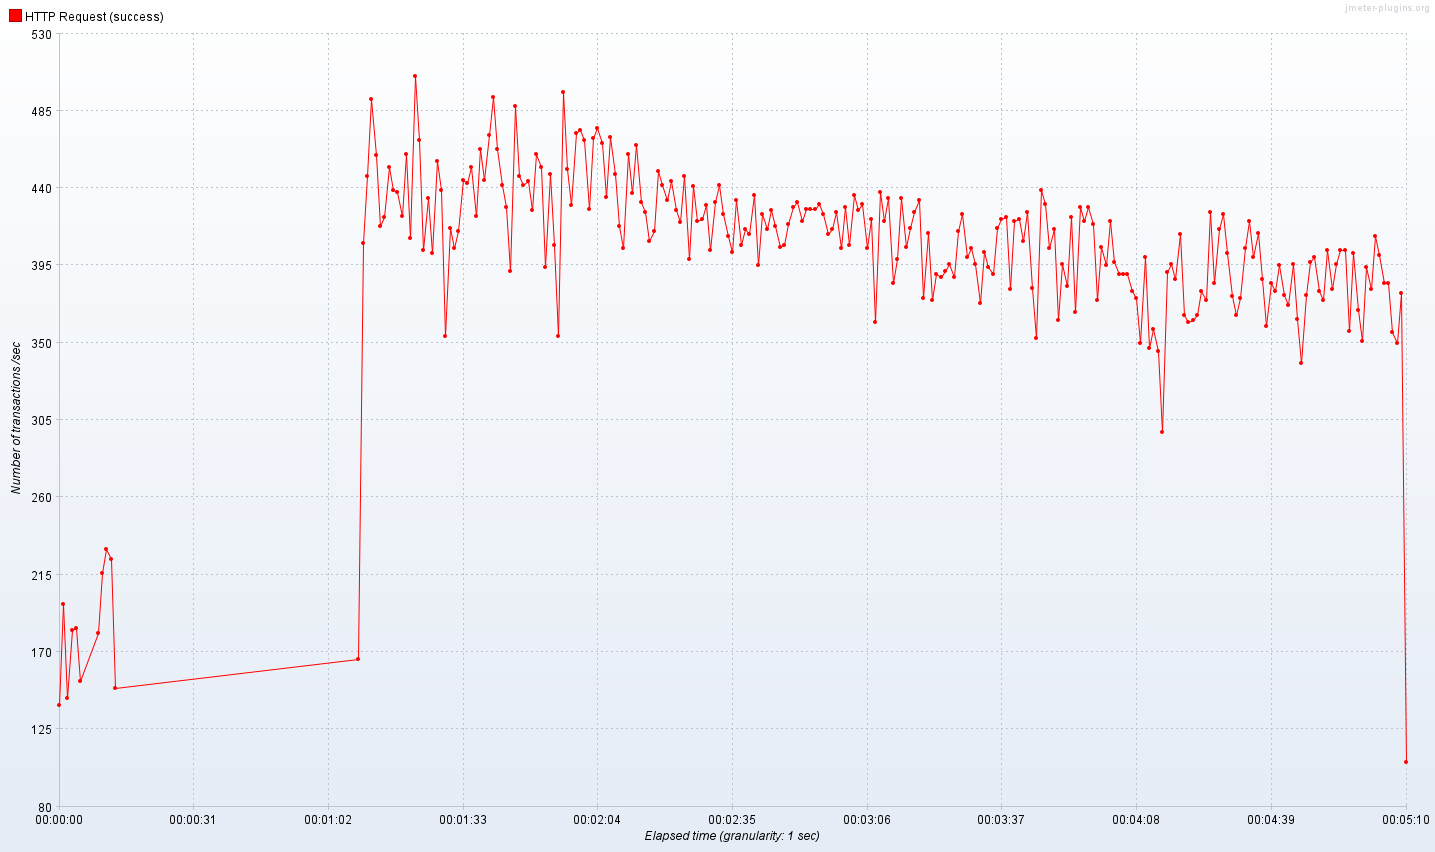 jmeter-plugins.org
HTTP Request (success)
530
485
440
395
350
305
260
215
170
125
80
Number of transactions /sec
00:00:00 00:00:31 00:01:02 00:01:33 00:02:04 00:02:35 00:03:06 00:03:37 00:04:08 00:04:39 00:05:10
Elapsed time (granularity: 1 sec)